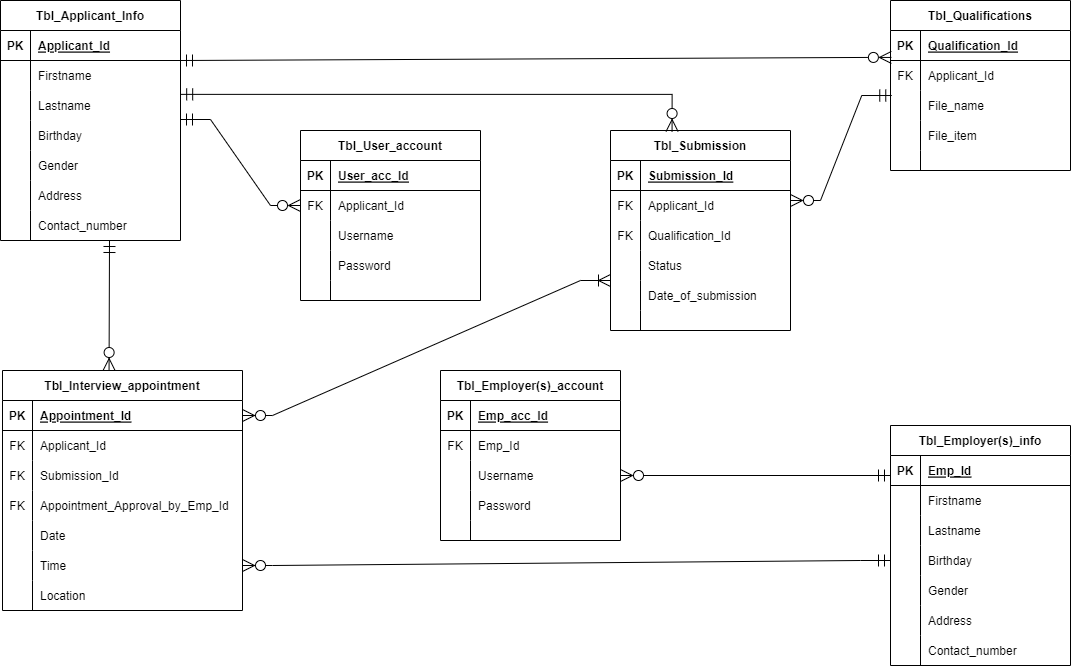 Tbl_Applicant_Info
PK Applicant_Id
Firstname
Lastname
Birthday
Gender
Address
Contact_number
Tbl_Qualifications
PK Qualification_Id
FK Applicant_Id
File_name
File_item
Tbl_User_account
PK User_acc_Id
FK Applicant_Id
Username
Password
Tbl_Submission
PK Submission_Id
FK Applicant_Id
FK Qualification_Id
Status
Date_of_submission
Tbl_Interview_appointment
PK Appointment_Id
FK Applicant_Id
FK Submission_Id
FK Appointment_Approval_by_Emp_Id
Date
Time
Location
Tbl_Employer(s)_account
PK Emp_acc_Id
FK Emp_Id
Username
Password
Tbl_Employer(s)_info
PK Emp_Id
Firstname
Lastname
Birthday
Gender
Address
Contact_number